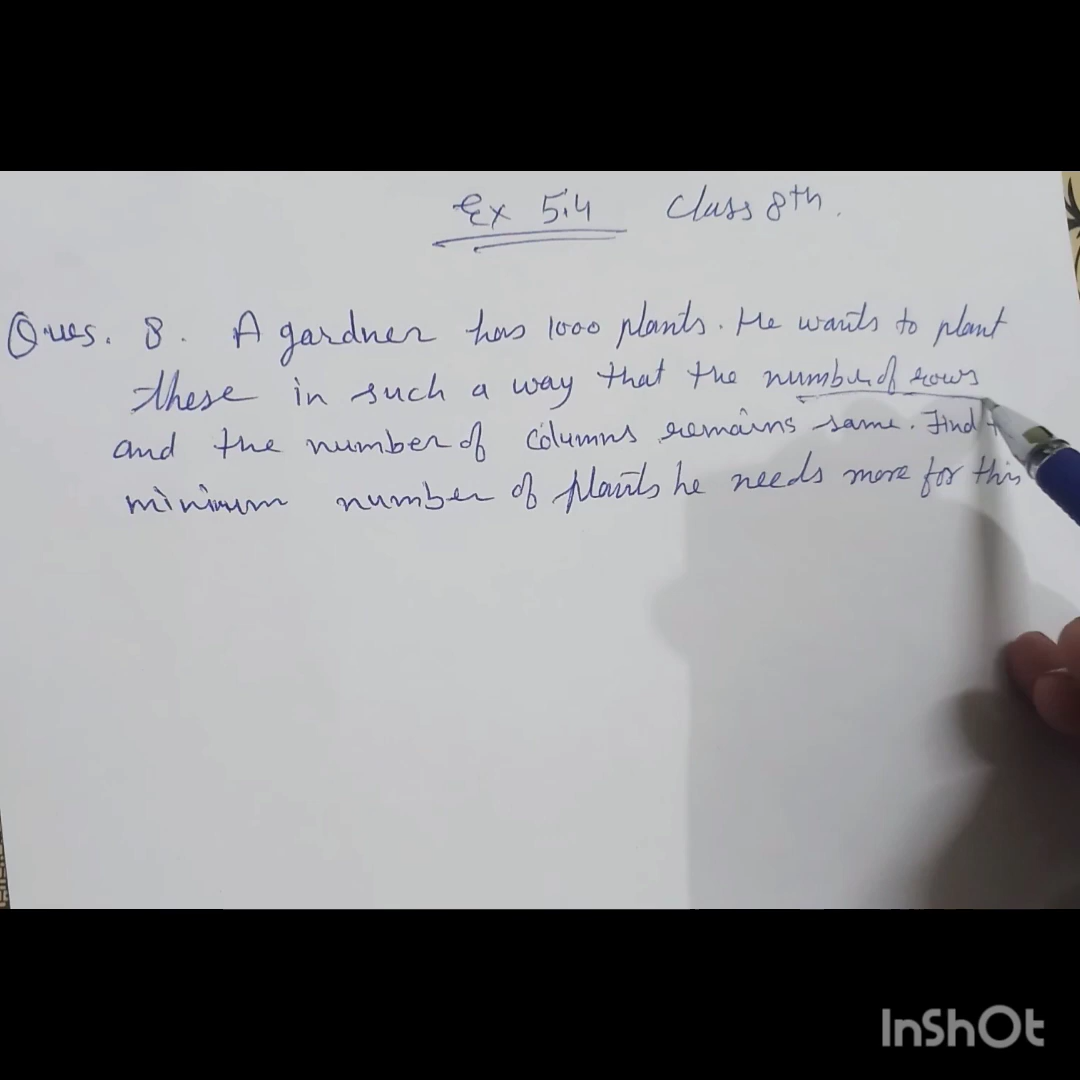 Ex 5.4 Class 8th.
Ques. 8. A gardner has 1000 plants. He wants to plant
these in such a way that the number of rows
and the number of columns remains same. Find
minimum number of plants he needs more for this
InShOt